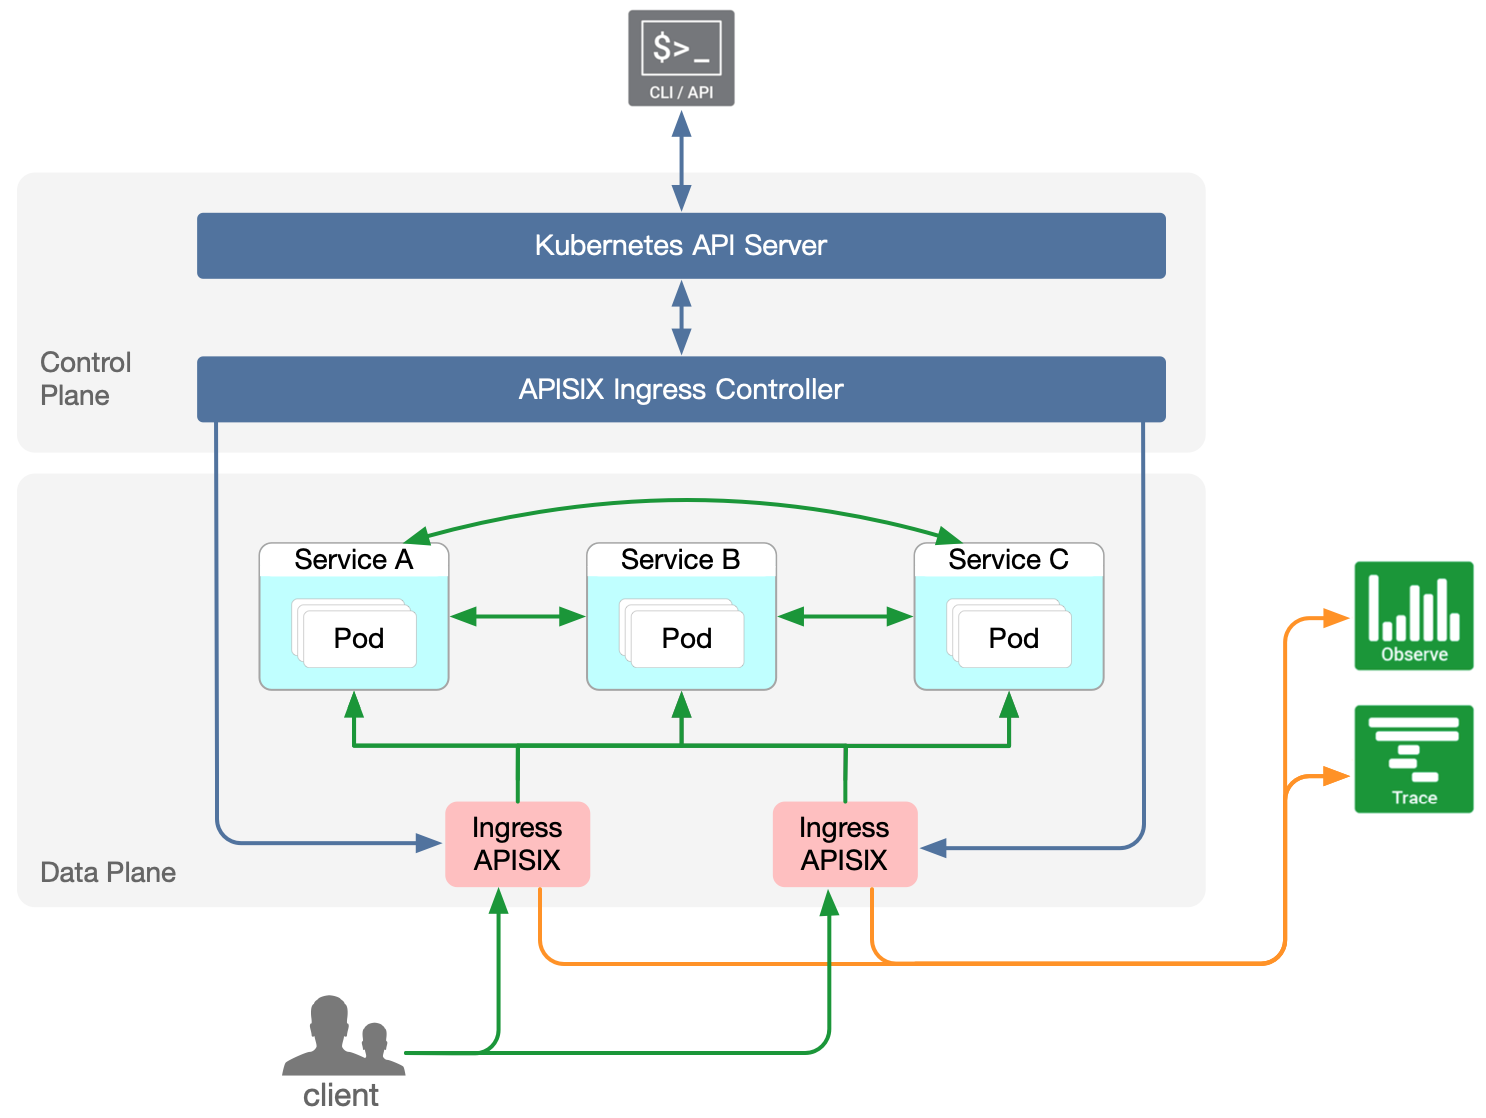 $>_
CLI / API
Kubernetes API Server
Control
Plane
APISIX Ingress Controller
Service A
Service B
Service C
Pod
Pod
Pod
Observe
Trace
Ingress
APISIX
Ingress
APISIX
Data Plane
client